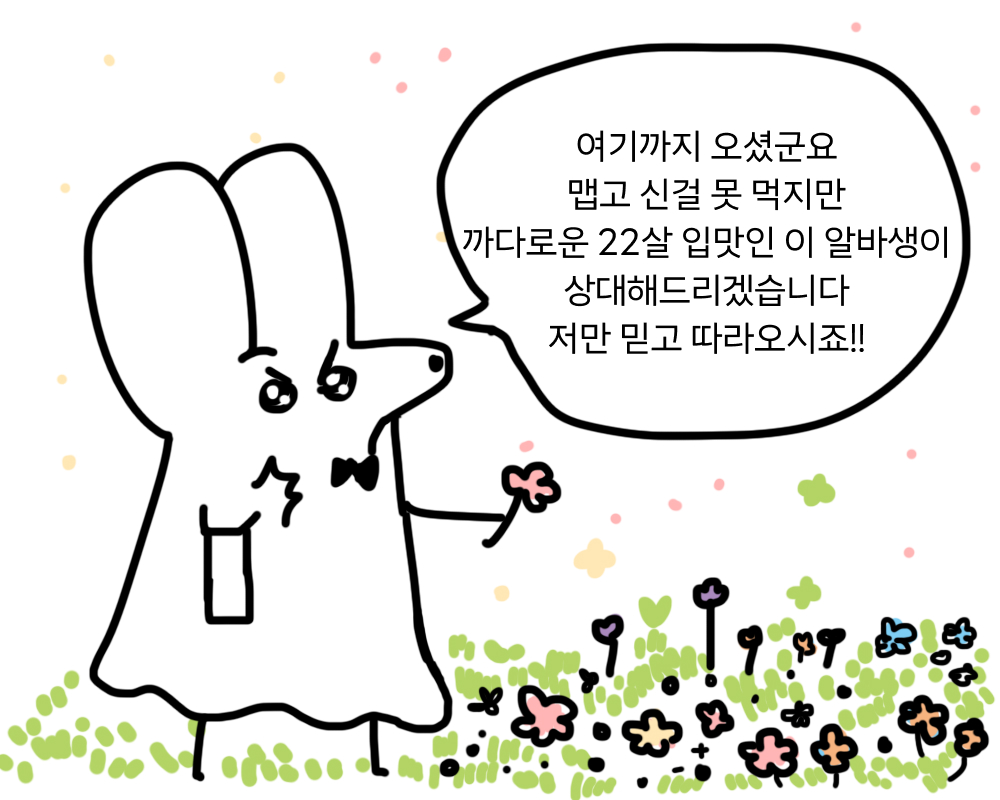 여기까지 오셨군요
맵고 신걸 못 먹지만
까다로운 22살 입맛인 이 알바생이
상대해드리겠습니다
저만 믿고 따라오시죠!!